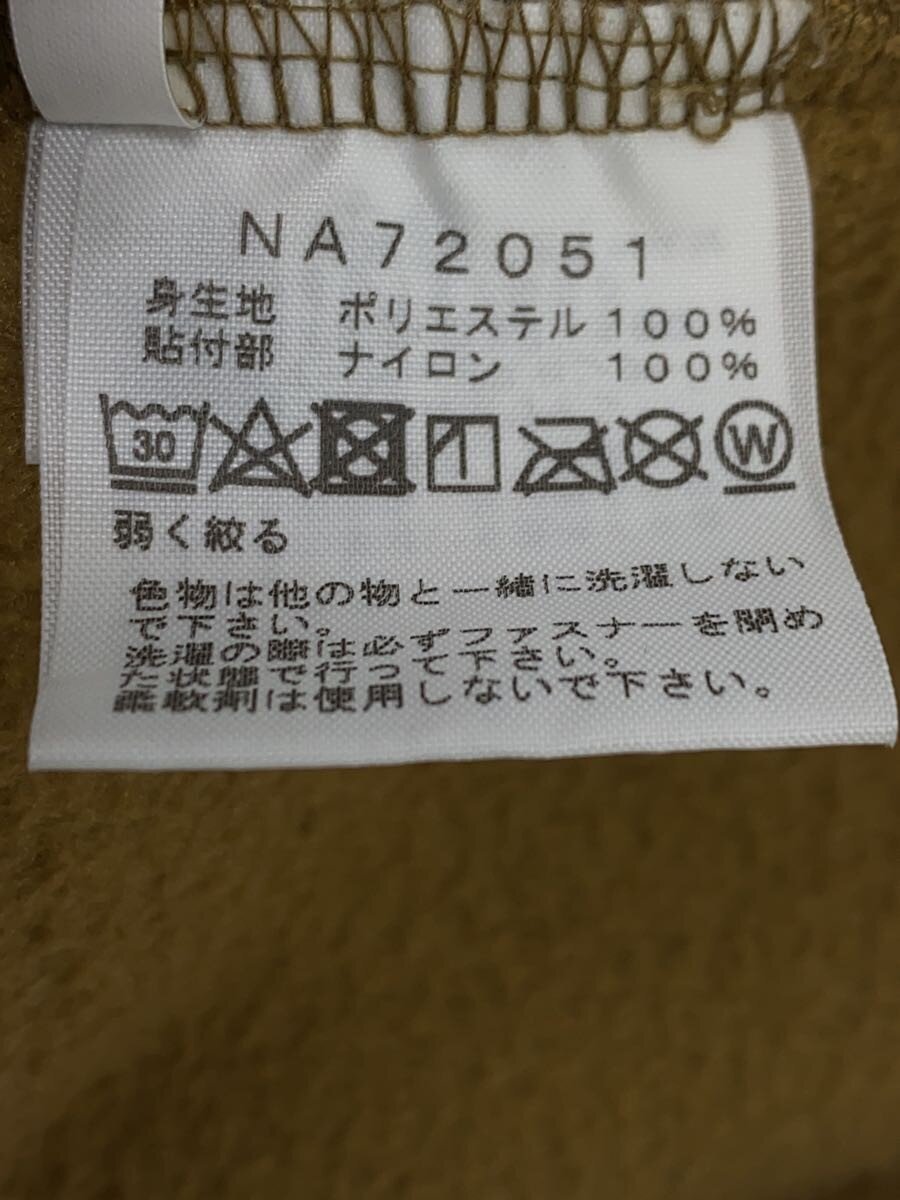 NA72051
身生地 ポリエステル 100%
貼付部 ナイロン 100%
30 W
弱く絞る
色物は他の物と一緒に洗濯しない
で下さい。
洗濯の際は必ずファスナーを閉め
た状態で行って下さい。
柔軟剤は使用しないで下さい。